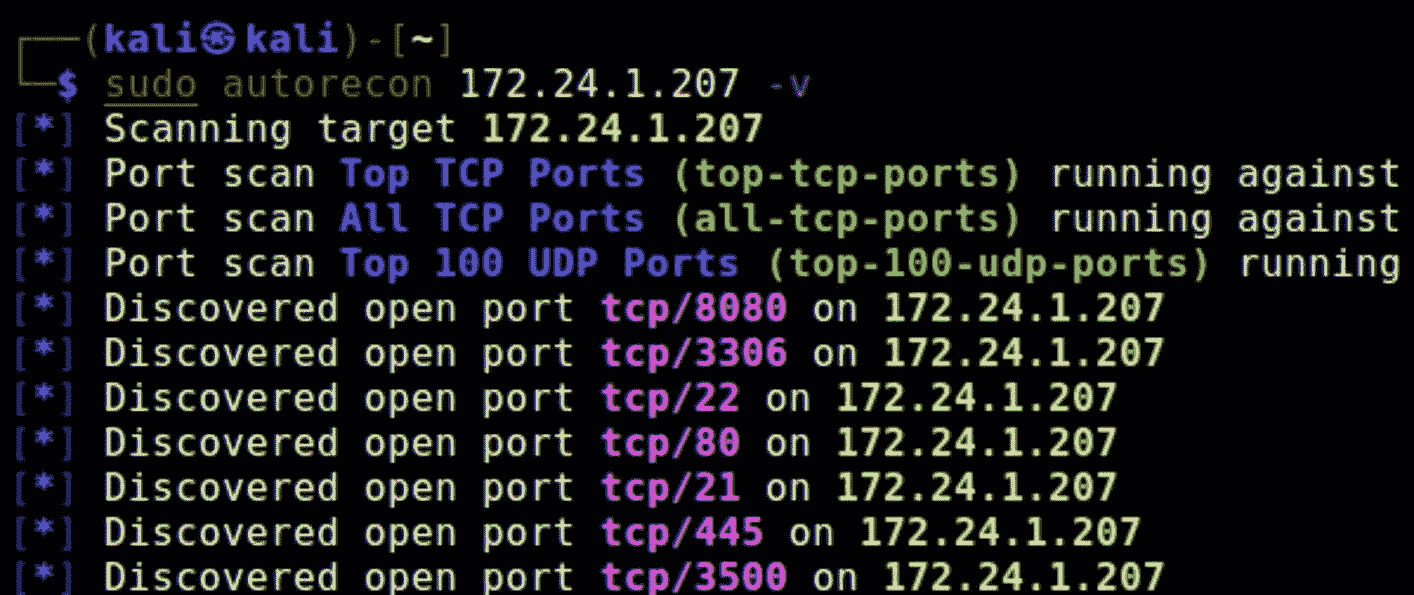 ┌──(kali㉿kali)-[~]
└─$ sudo autorecon 172.24.1.207 -v
[*] Scanning target 172.24.1.207
[*] Port scan Top TCP Ports (top-tcp-ports) running against
[*] Port scan All TCP Ports (all-tcp-ports) running against
[*] Port scan Top 100 UDP Ports (top-100-udp-ports) running
[*] Discovered open port tcp/8080 on 172.24.1.207
[*] Discovered open port tcp/3306 on 172.24.1.207
[*] Discovered open port tcp/22 on 172.24.1.207
[*] Discovered open port tcp/80 on 172.24.1.207
[*] Discovered open port tcp/21 on 172.24.1.207
[*] Discovered open port tcp/445 on 172.24.1.207
[*] Discovered open port tcp/3500 on 172.24.1.207